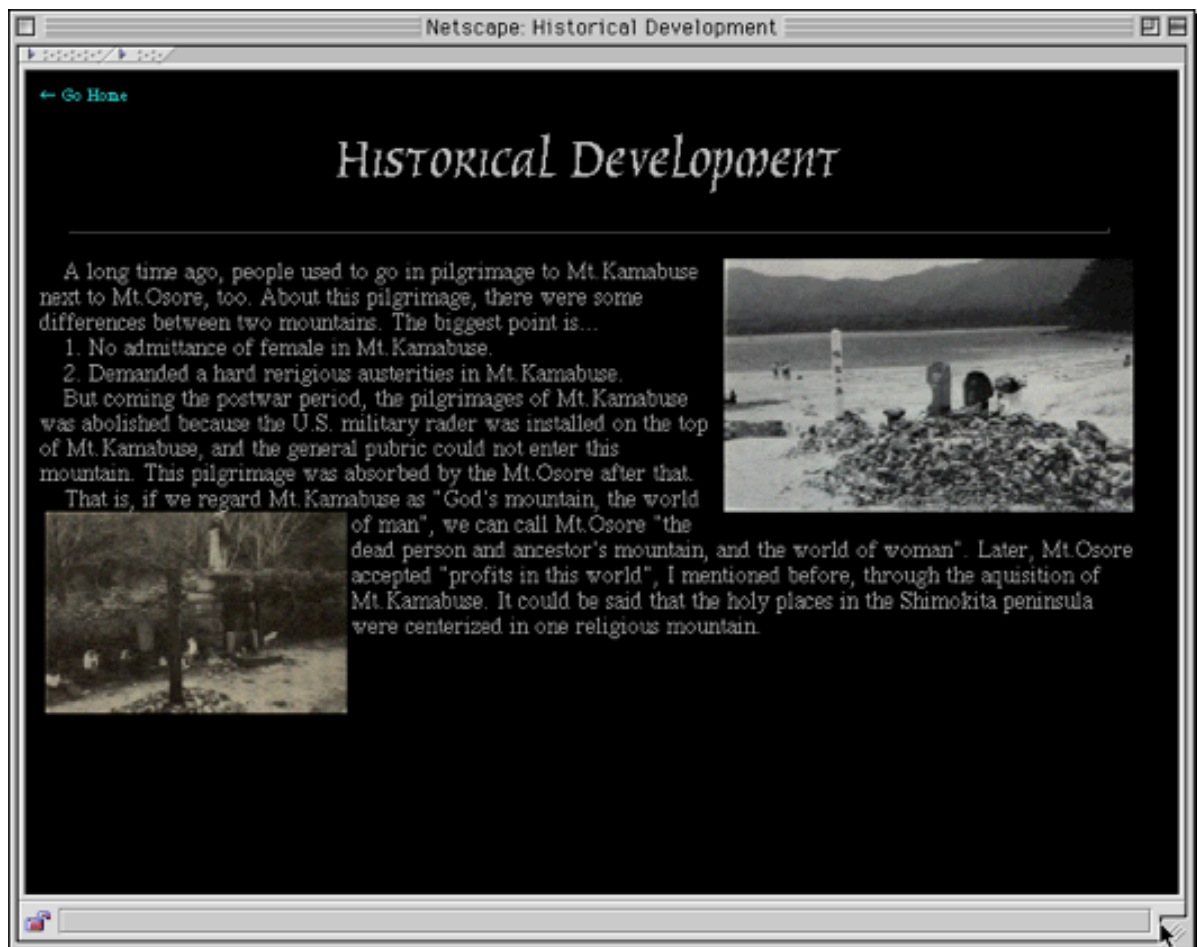 Netscape: Historical Development
← Go Home
Historical Development
A long time ago, people used to go in pilgrimage to Mt.Kamabuse
next to Mt.Osore, too. About this pilgrimage, there were some
differences between two mountains. The biggest point is...
1. No admittance of female in Mt.Kamabuse.
2. Demanded a hard rerigious austerities in Mt.Kamabuse.
But coming the postwar period, the pilgrimages of Mt.Kamabuse
was abolished because the U.S. military rader was installed on the top
of Mt.Kamabuse, and the general pubric could not enter this
mountain. This pilgrimage was absorbed by the Mt.Osore after that.
That is, if we regard Mt.Kamabuse as "God's mountain, the world
of man", we can call Mt.Osore "the
dead person and ancestor's mountain, and the world of woman". Later, Mt.Osore
accepted "profits in this world", I mentioned before, through the aquisition of
Mt.Kamabuse. It could be said that the holy places in the Shimokita peninsula
were centerized in one religious mountain.